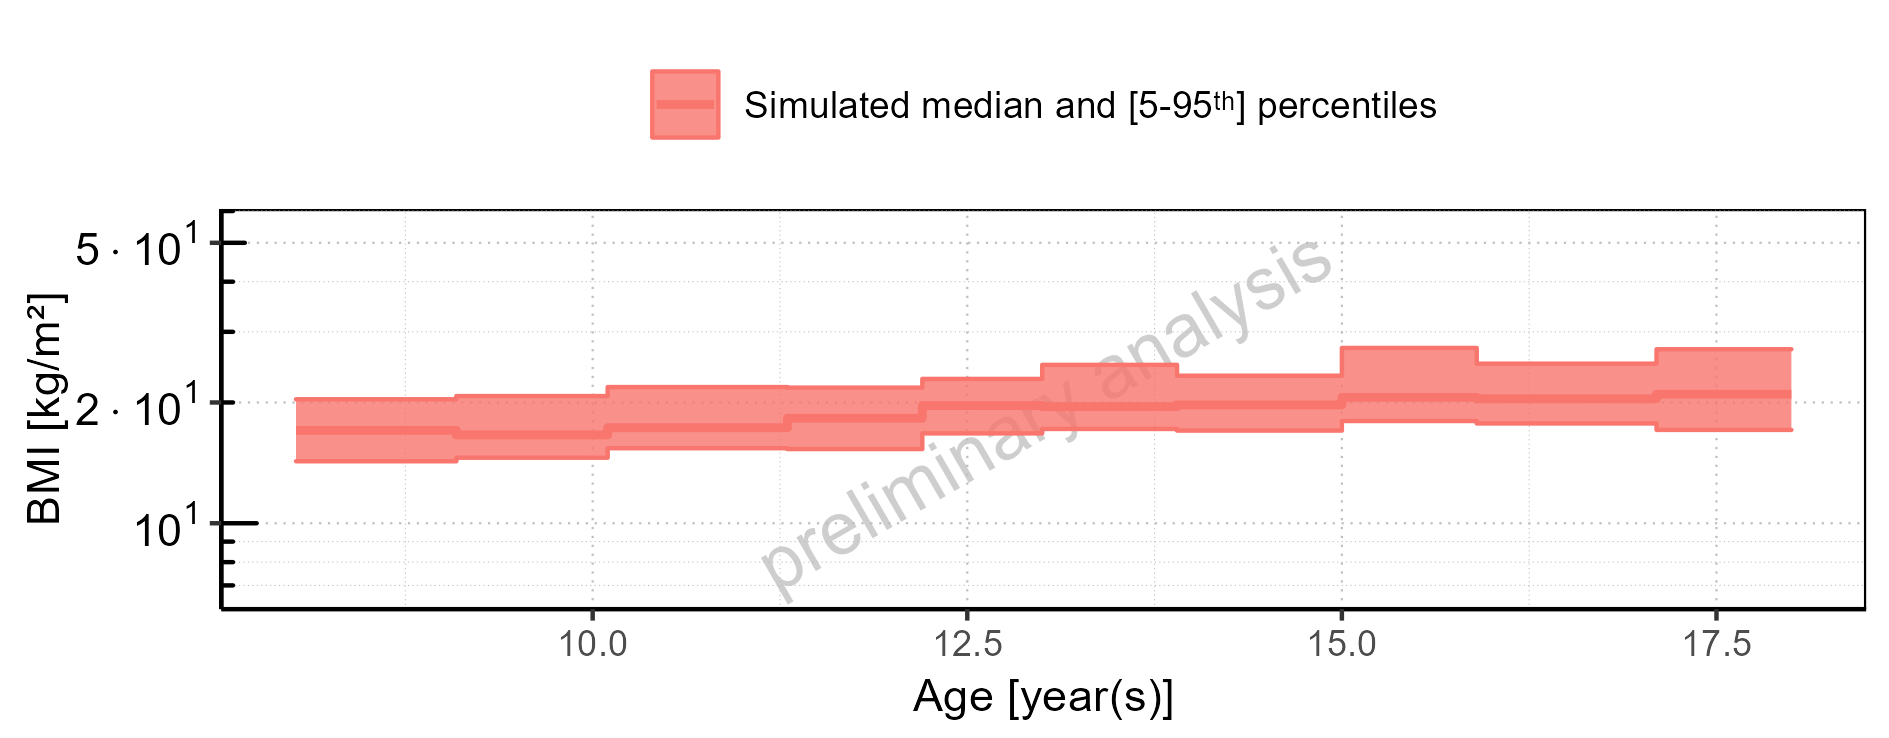 Simulated median and [5-95ᵗʰ] percentiles
5 · 10¹
2 · 10¹
10¹
BMI [kg/m²]
preliminary analysis
10.0 12.5 15.0 17.5
Age [year(s)]